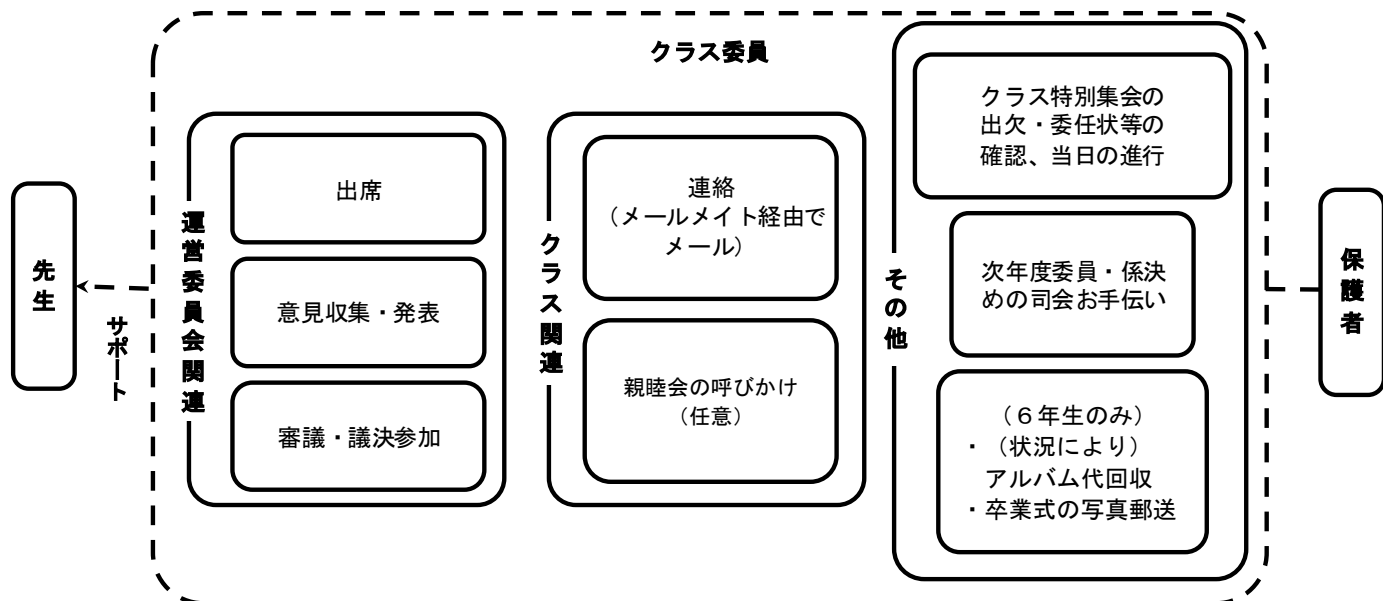 クラス委員
先生
サポート
運営委員会関連
出席
意見収集・発表
審議・議決参加
クラス関連
連絡
（メールメイト経由で
メール）
親睦会の呼びかけ
（任意）
その他
クラス特別集会の
出欠・委任状等の
確認、当日の進行
次年度委員・係決
めの司会お手伝い
（６年生のみ）
・（状況により）
アルバム代回収
・卒業式の写真郵送
保護者